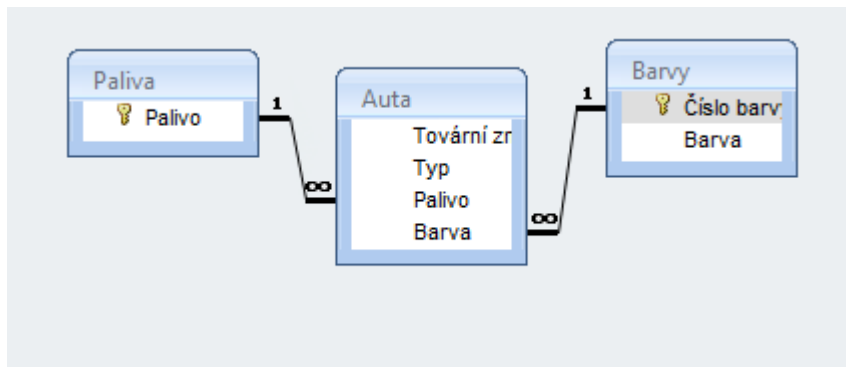 Paliva
Palivo
1
∞
Auta
Tovární zr
Typ
Palivo
Barva
Barvy
Číslo barv
Barva
1
∞